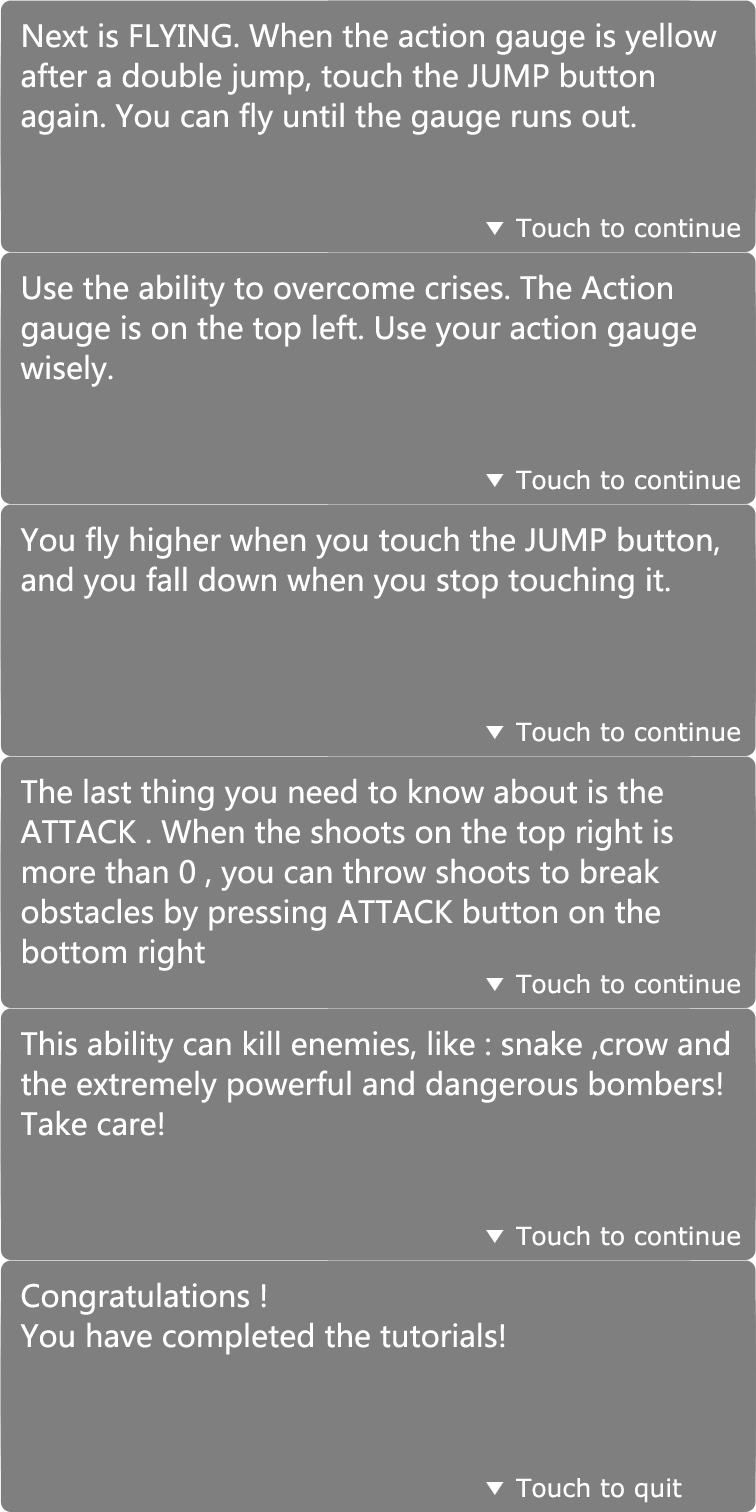 Next is FLYING. When the action gauge is yellow
after a double jump, touch the JUMP button
again. You can fly until the gauge runs out.
▼ Touch to continue
Use the ability to overcome crises. The Action
gauge is on the top left. Use your action gauge
wisely.
▼ Touch to continue
You fly higher when you touch the JUMP button,
and you fall down when you stop touching it.
▼ Touch to continue
The last thing you need to know about is the
ATTACK . When the shoots on the top right is
more than 0 , you can throw shoots to break
obstacles by pressing ATTACK button on the
bottom right
▼ Touch to continue
This ability can kill enemies, like : snake ,crow and
the extremely powerful and dangerous bombers!
Take care!
▼ Touch to continue
Congratulations !
You have completed the tutorials!
▼ Touch to quit